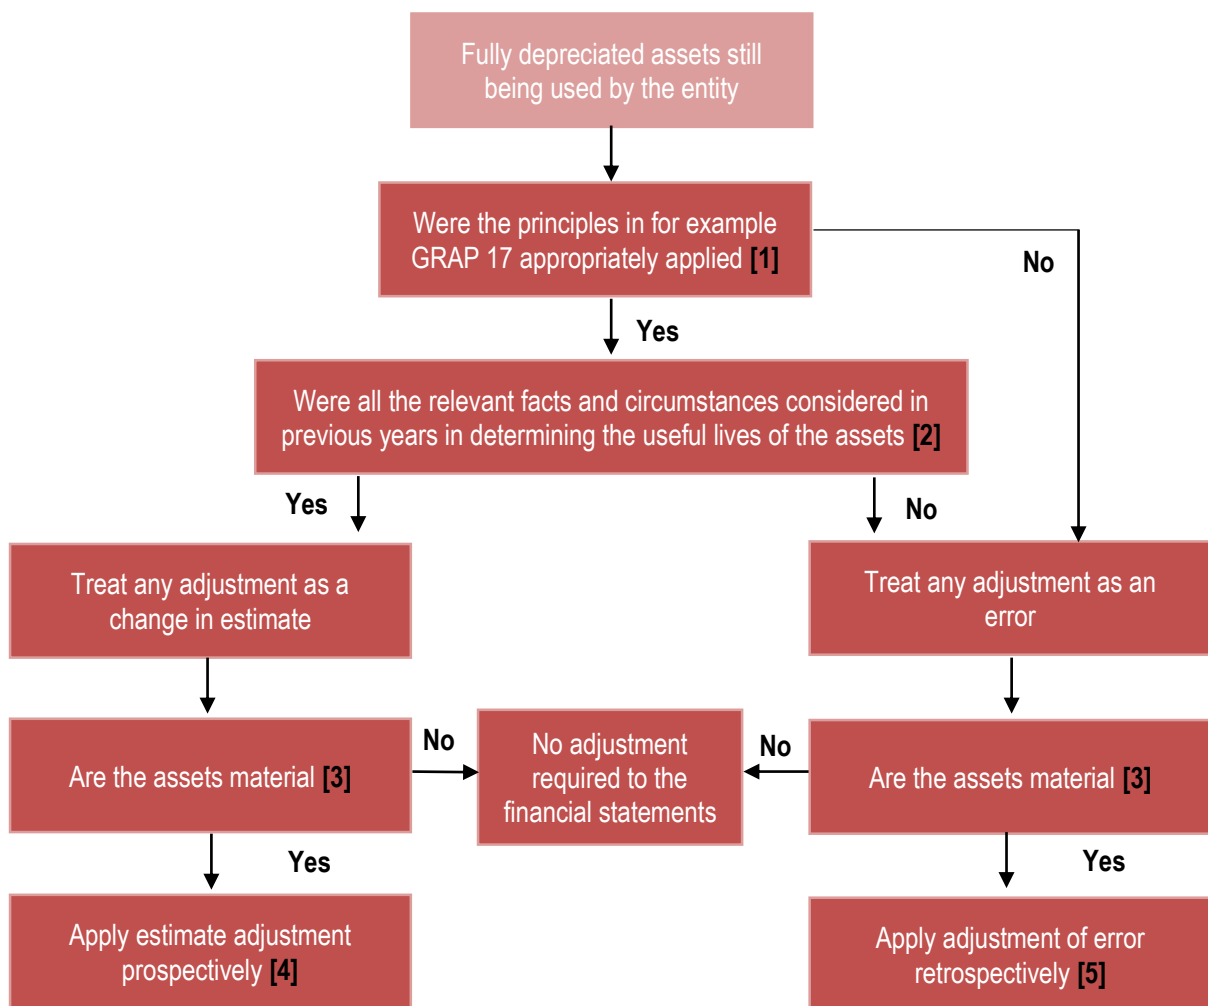 Fully depreciated assets still
being used by the entity
Were the principles in for example
GRAP 17 appropriately applied [1]
No
Yes
Were all the relevant facts and circumstances considered in
previous years in determining the useful lives of the assets [2]
Yes
No
Treat any adjustment as a
change in estimate
Treat any adjustment as an
error
Are the assets material [3]
No
No adjustment
required to the
financial statements
No
Are the assets material [3]
Yes
Yes
Apply estimate adjustment
prospectively [4]
Apply adjustment of error
retrospectively [5]